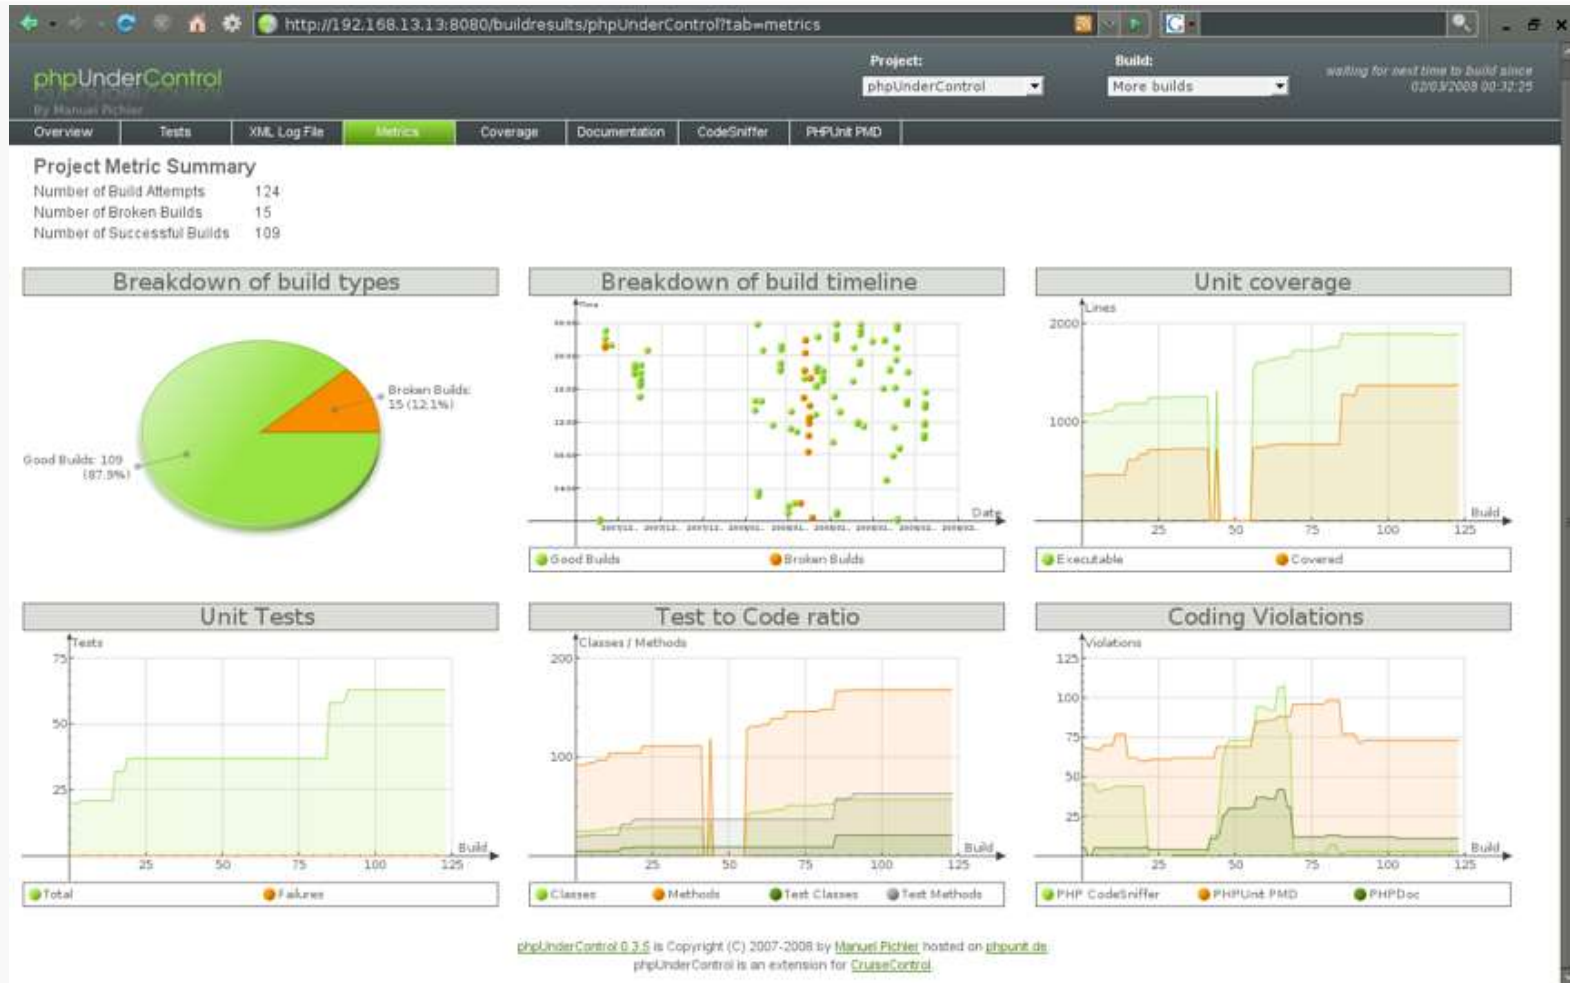 http://192.168.13.13:8080/buildresults/phpUnderControl?tab=metrics
phpUnderControl
By Manuel Pichler
Project:
phpUnderControl
Build:
More builds
waiting for next time to build since
02/03/2008 00:32:25
Overview Tests XML Log File Metrics Coverage Documentation CodeSniffer PHPUnit PMD
Project Metric Summary
Number of Build Attempts 124
Number of Broken Builds 15
Number of Successful Builds 109
Breakdown of build types
Broken Builds:
15 (12.1%)
Good Builds: 109
(87.9%)
Breakdown of build timeline
Time
Date
Good Builds Broken Builds
Unit coverage
Lines
2000
1000
25 50 75 100 125
Build
Executable Covered
Unit Tests
Tests
75
50
25
25 50 75 100 125
Build
Total Failures
Test to Code ratio
Classes / Methods
200
100
25 50 75 100 125
Build
Classes Methods Test Classes Test Methods
Coding Violations
Violations
125
100
75
50
25
25 50 75 100 125
Build
PHP CodeSniffer PHPUnit PMD PHPDoc
phpUnderControl 0.3.5 is Copyright (C) 2007-2008 by Manuel Pichler hosted on phpunit.de
phpUnderControl is an extension for CruiseControl